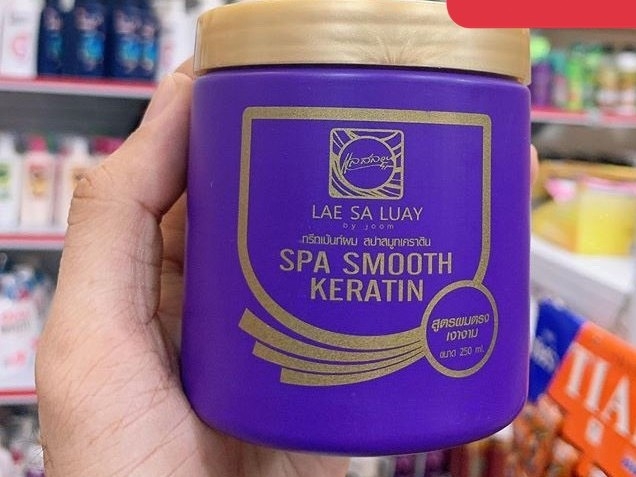 แลสลวย
LAE SA LUAY
by joom
ทรีทเม้นท์ผม สปาสมูทเคราติน
SPA SMOOTH
KERATIN
สูตรผมตรง
เงางาม
ขนาด 250 ml.
TIA